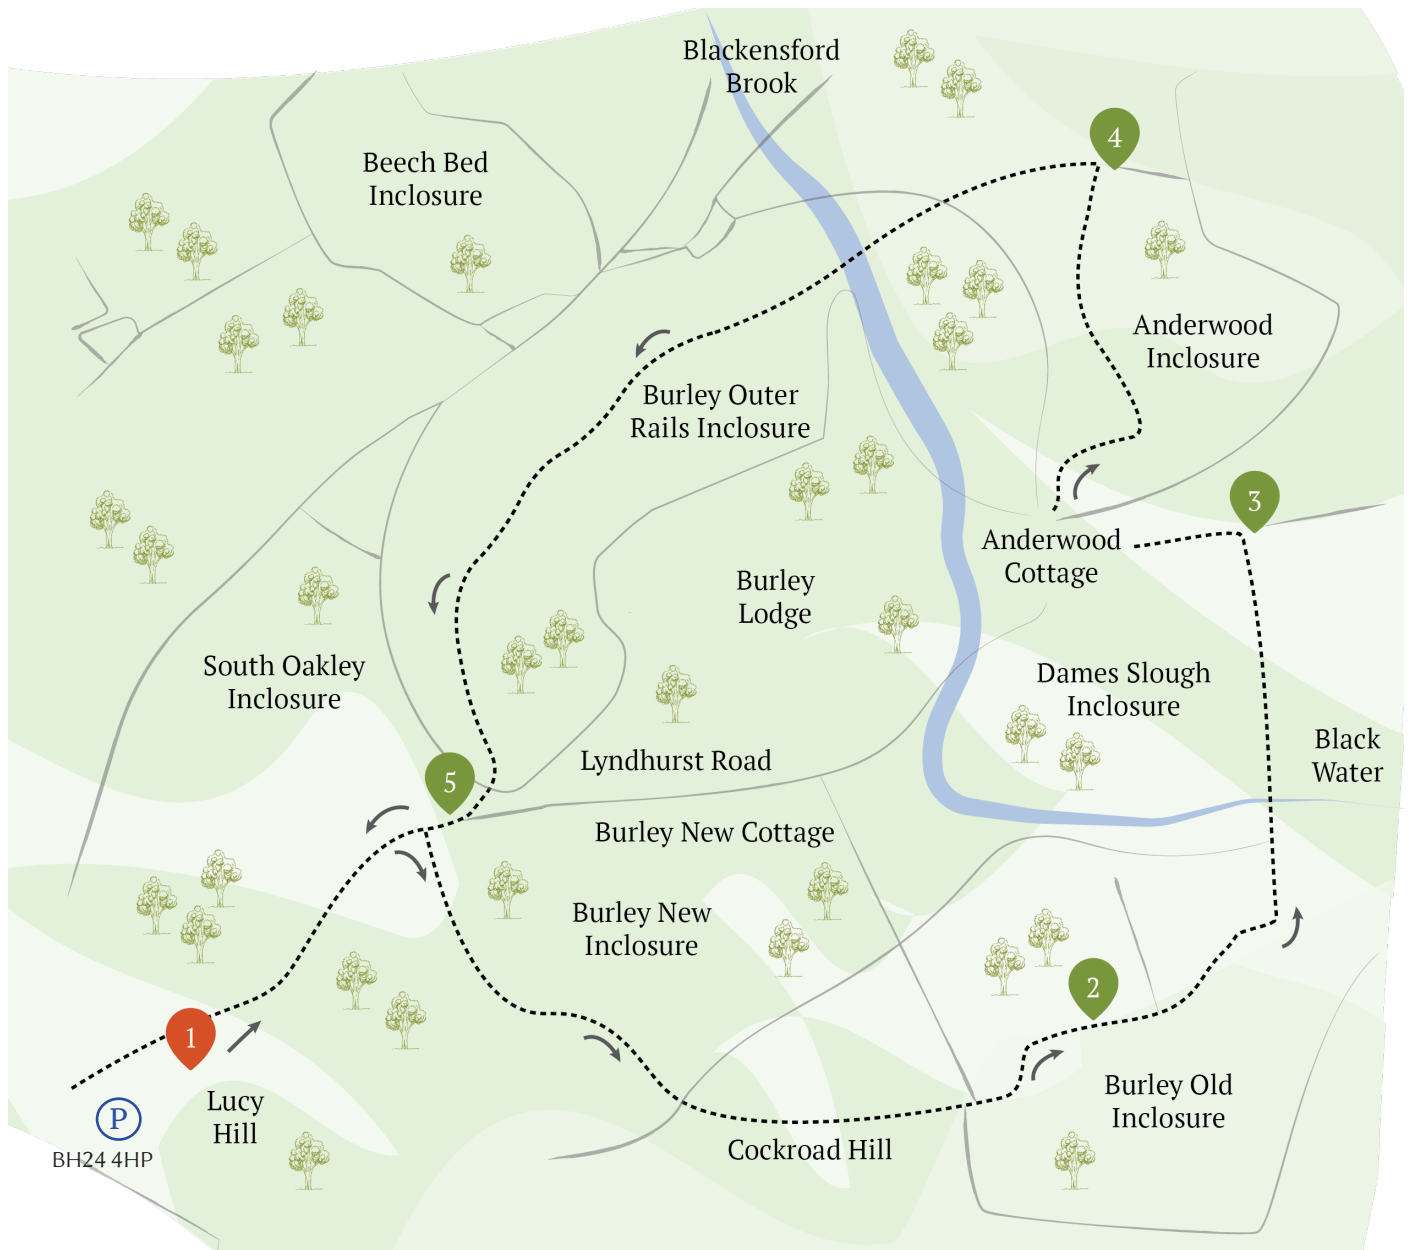 Blackensford
Brook
4
Beech Bed
Inclosure
Anderwood
Inclosure
Burley Outer
Rails Inclosure
3
Anderwood
Cottage
Burley
Lodge
South Oakley
Inclosure
Dames Slough
Inclosure
Black
Water
5
Lyndhurst Road
Burley New Cottage
Burley New
Inclosure
2
1
Burley Old
Inclosure
Lucy
Hill
P
BH24 4HP
Cockroad Hill